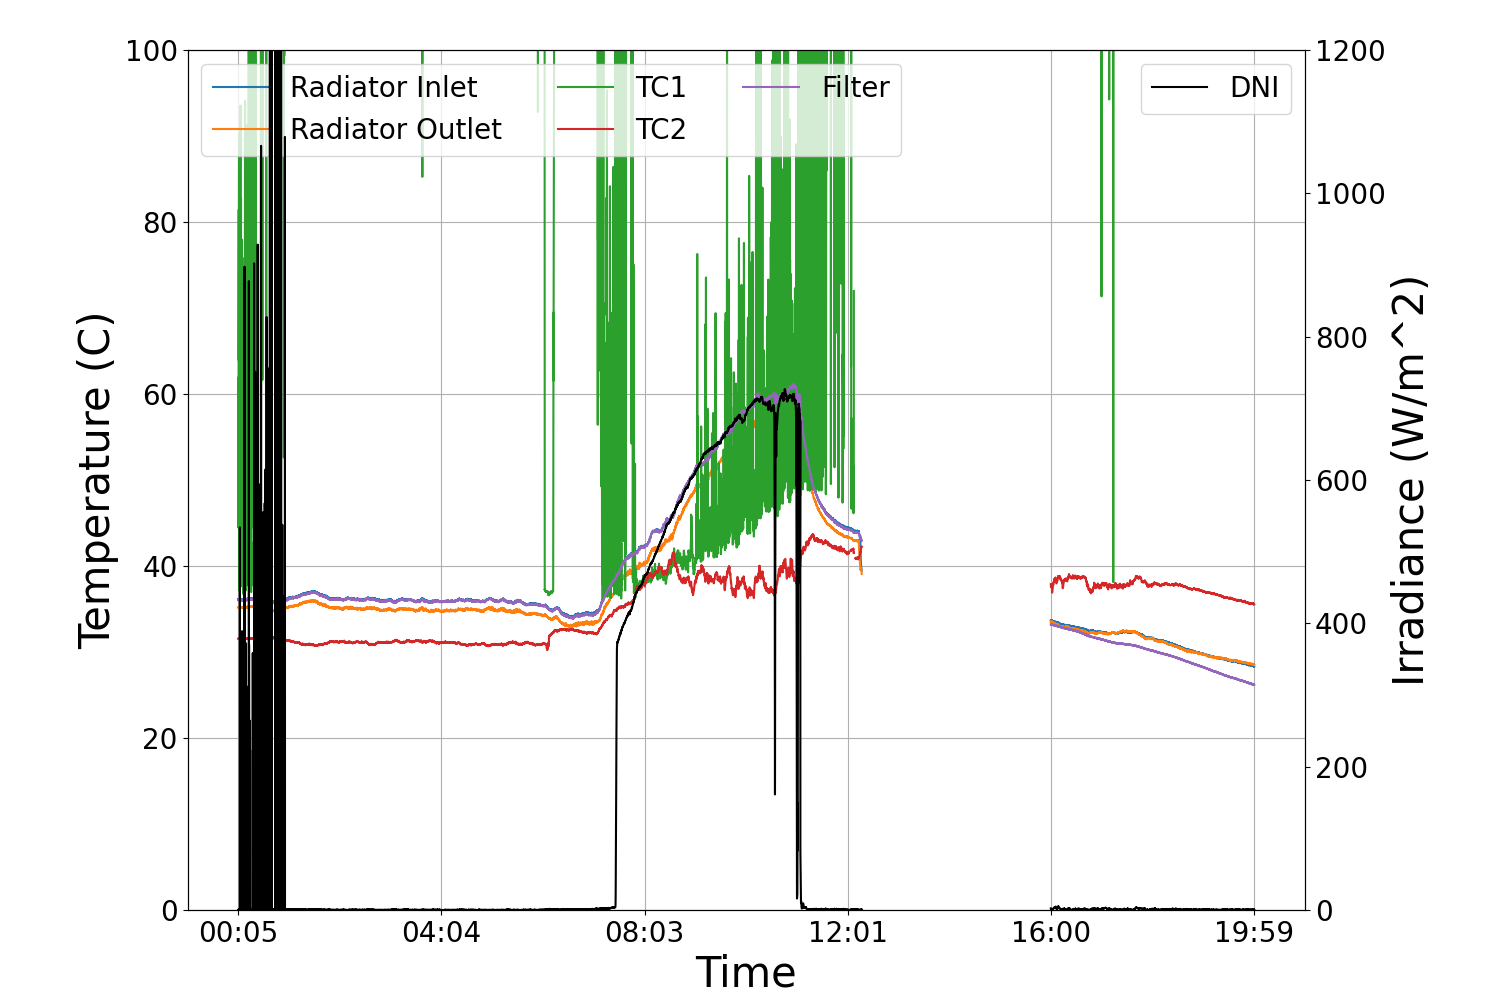 Radiator Inlet
Radiator Outlet
TC1
TC2
Filter
DNI
100
80
60
40
20
0
Temperature (C)
1200
1000
800
600
400
200
0
Irradiance (W/m^2)
00:05 04:04 08:03 12:01 16:00 19:59
Time